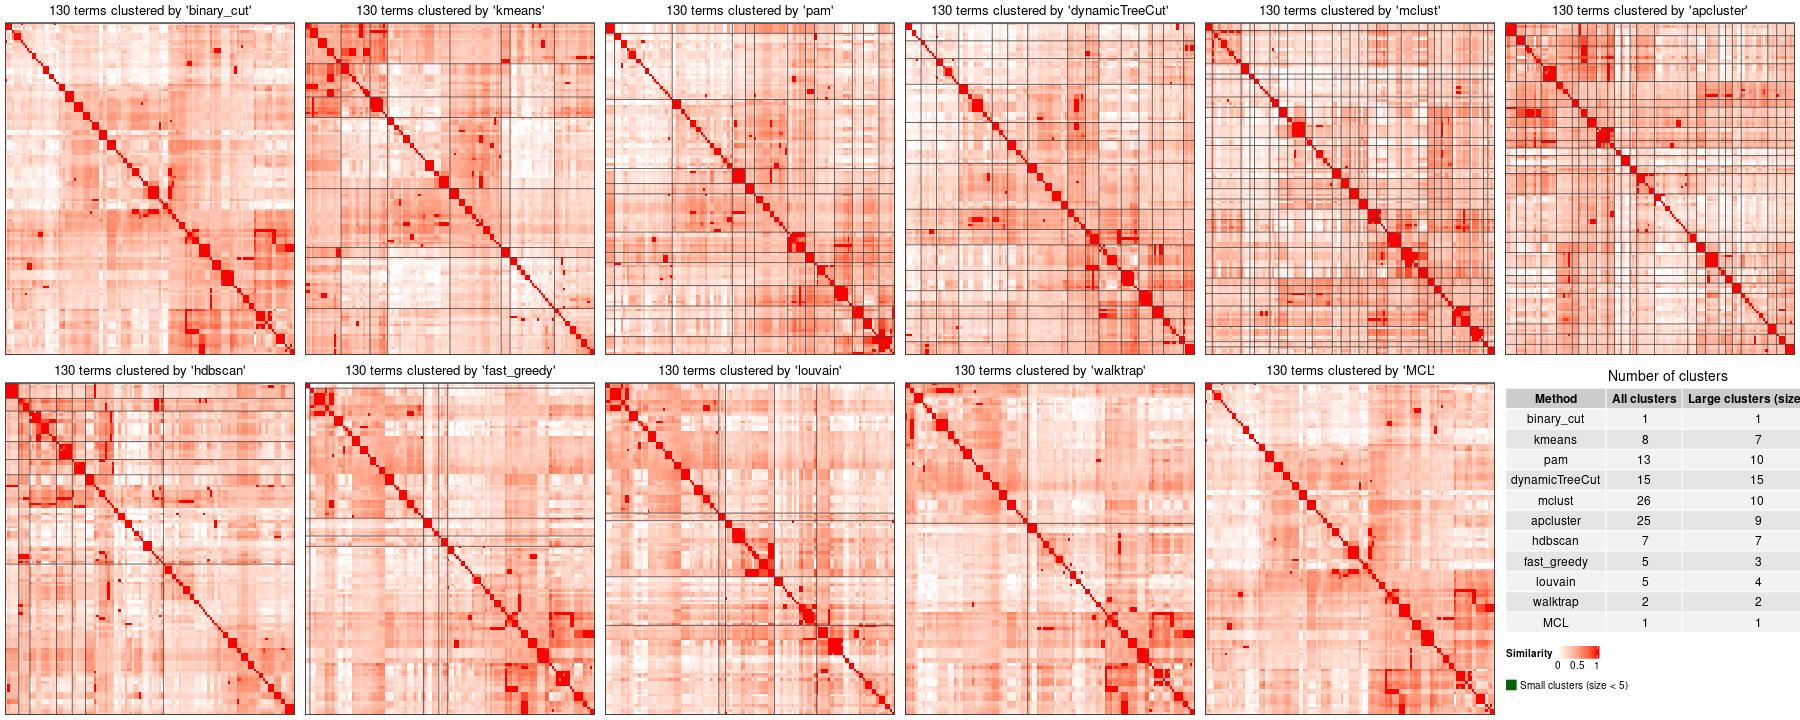 130 terms clustered by 'binary_cut'
130 terms clustered by 'kmeans'
130 terms clustered by 'pam'
130 terms clustered by 'dynamicTreeCut'
130 terms clustered by 'mclust'
130 terms clustered by 'apcluster'
130 terms clustered by 'hdbscan'
130 terms clustered by 'fast_greedy'
130 terms clustered by 'louvain'
130 terms clustered by 'walktrap'
130 terms clustered by 'MCL'
Number of clusters
Method All clusters Large clusters (size
binary_cut 1 1
kmeans 8 7
pam 13 10
dynamicTreeCut 15 15
mclust 26 10
apcluster 25 9
hdbscan 7 7
fast_greedy 5 3
louvain 5 4
walktrap 2 2
MCL 1 1
Similarity
0 0.5 1
Small clusters (size < 5)